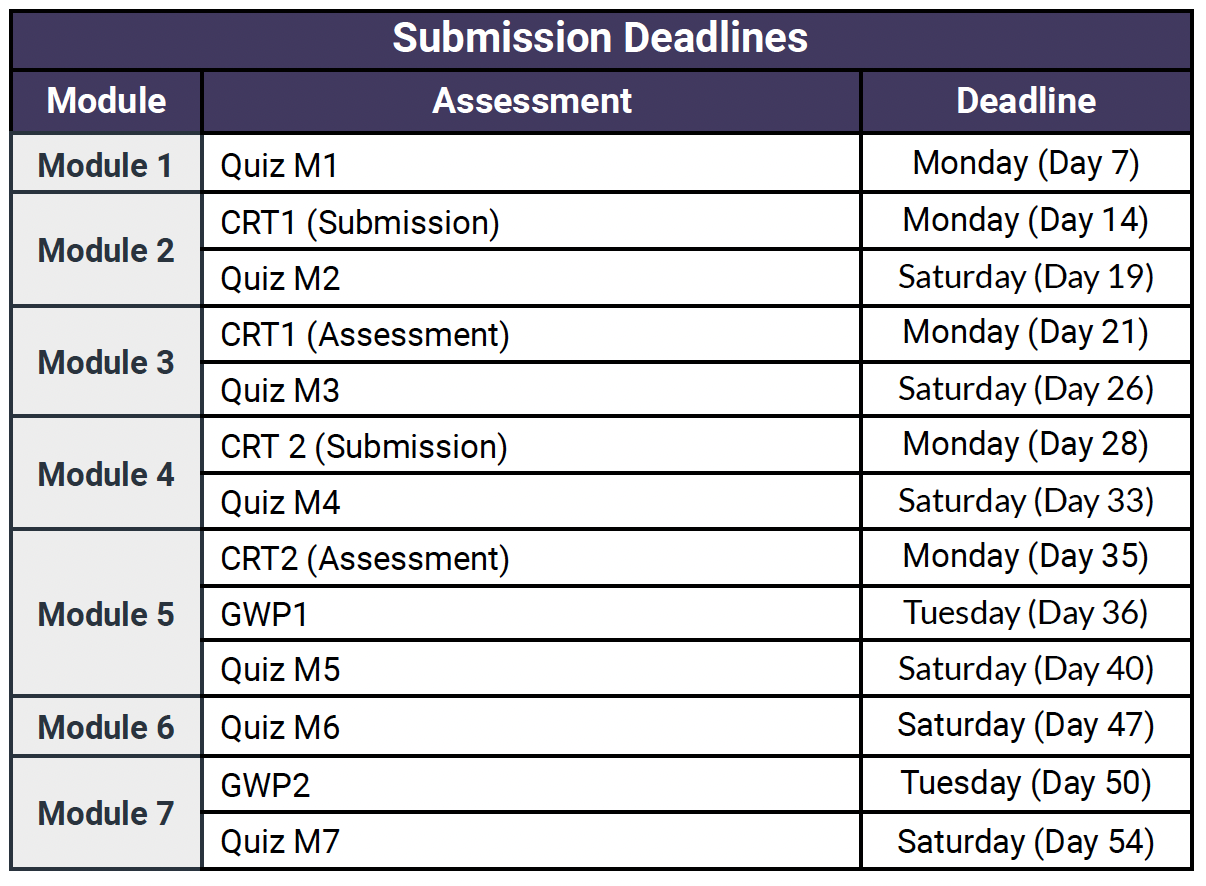 Submission Deadlines
Module Assessment Deadline
Module 1 Quiz M1 Monday (Day 7)
Module 2 CRT1 (Submission) Monday (Day 14)
Quiz M2 Saturday (Day 19)
Module 3 CRT1 (Assessment) Monday (Day 21)
Quiz M3 Saturday (Day 26)
Module 4 CRT 2 (Submission) Monday (Day 28)
Quiz M4 Saturday (Day 33)
Module 5 CRT2 (Assessment) Monday (Day 35)
GWP1 Tuesday (Day 36)
Quiz M5 Saturday (Day 40)
Module 6 Quiz M6 Saturday (Day 47)
Module 7 GWP2 Tuesday (Day 50)
Quiz M7 Saturday (Day 54)